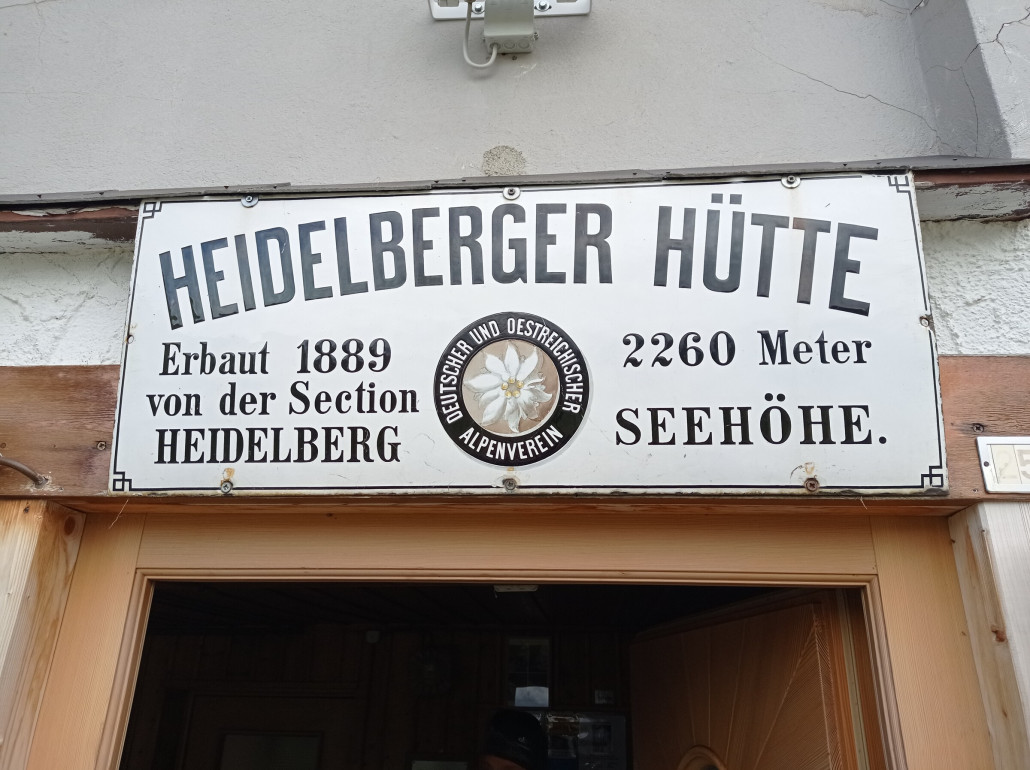 HEIDELBERGER HÜTTE
Erbaut 1889
von der Section
HEIDELBERG
DEUTSCHER UND OESTREICHISCHER
ALPENVEREIN
2260 Meter
SEEHÖHE.